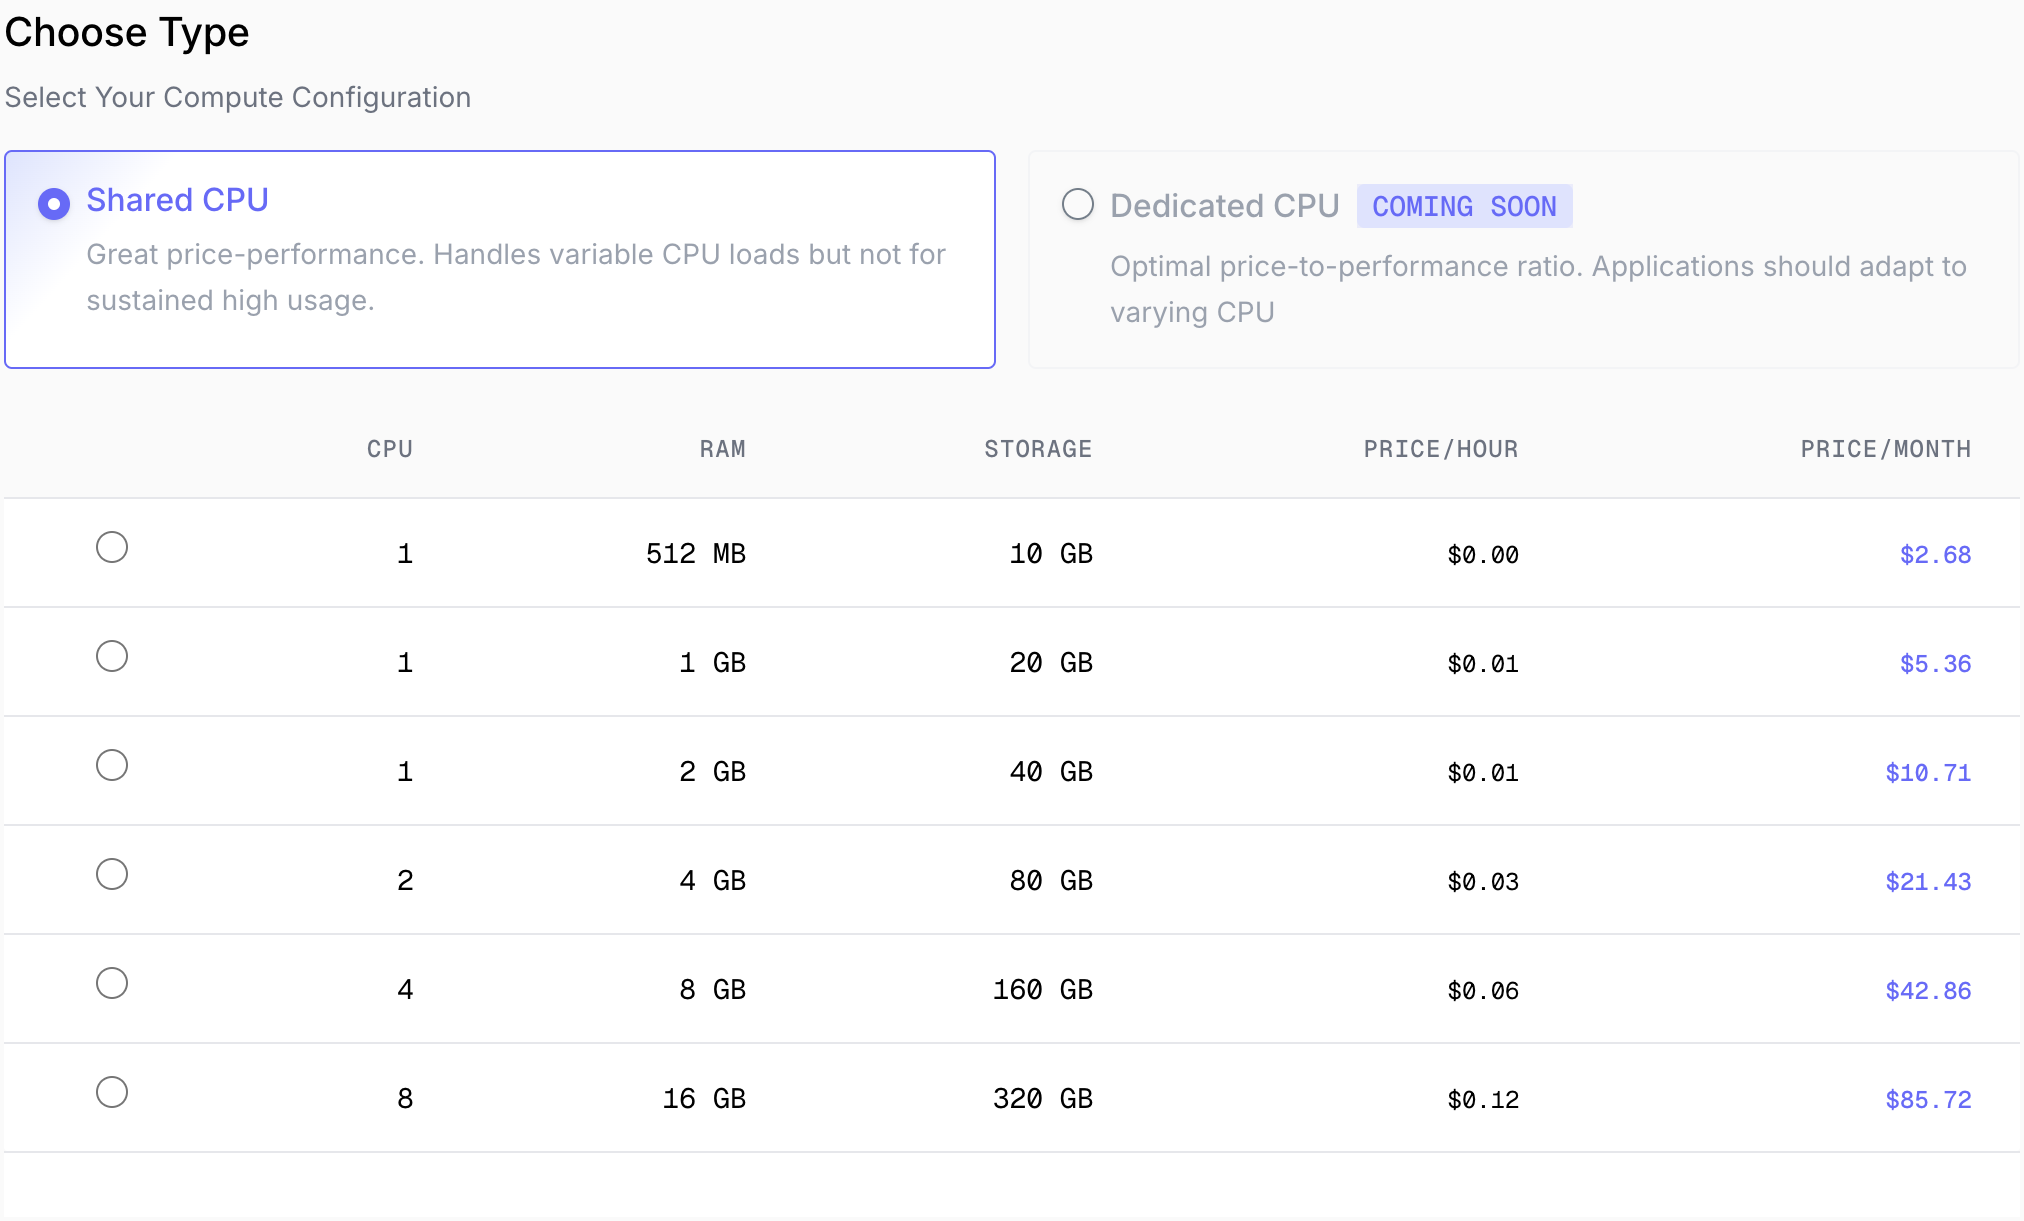 Choose Type
Select Your Compute Configuration
Shared CPU
Great price-performance. Handles variable CPU loads but not for
sustained high usage.
Dedicated CPU COMING SOON
Optimal price-to-performance ratio. Applications should adapt to
varying CPU
CPU RAM STORAGE PRICE/HOUR PRICE/MONTH
1 512 MB 10 GB $0.00 $2.68
1 1 GB 20 GB $0.01 $5.36
1 2 GB 40 GB $0.01 $10.71
2 4 GB 80 GB $0.03 $21.43
4 8 GB 160 GB $0.06 $42.86
8 16 GB 320 GB $0.12 $85.72